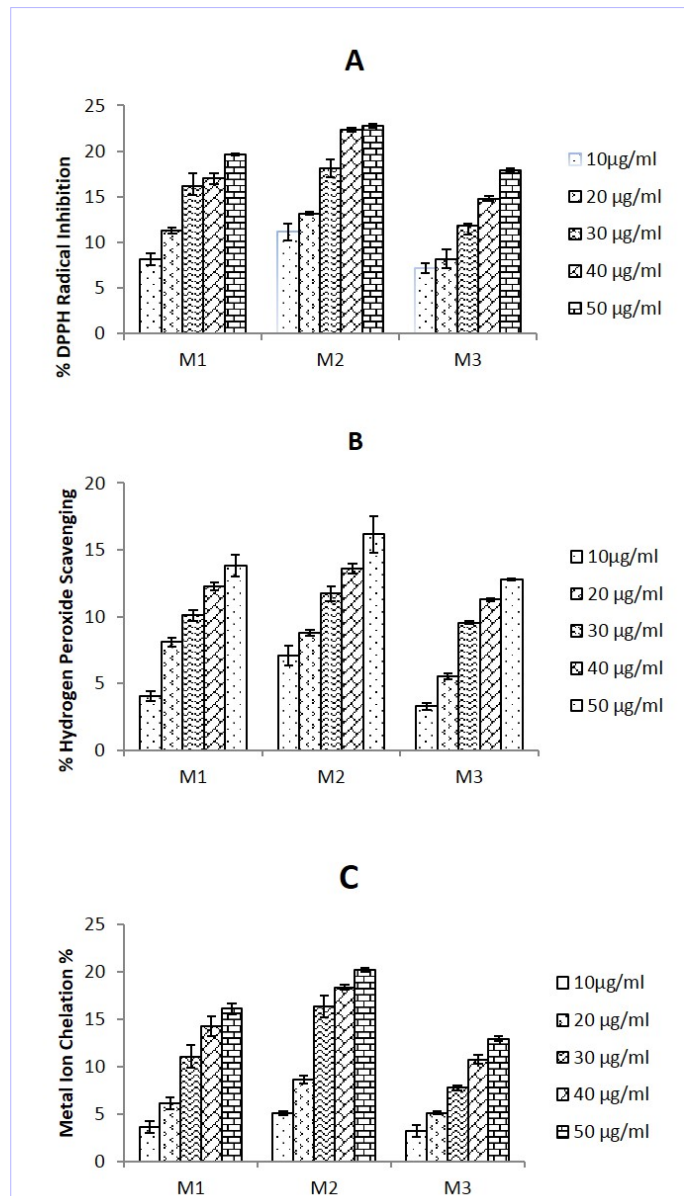 A
% DPPH Radical Inhibition
25
20
15
10
5
0
M1 M2 M3
10µg/ml
20 µg/ml
30 µg/ml
40 µg/ml
50 µg/ml
B
% Hydrogen Peroxide Scavenging
20
15
10
5
0
M1 M2 M3
10µg/ml
20 µg/ml
30 µg/ml
40 µg/ml
50 µg/ml
C
Metal Ion Chelation %
25
20
15
10
5
0
M1 M2 M3
10µg/ml
20 µg/ml
30 µg/ml
40 µg/ml
50 µg/ml